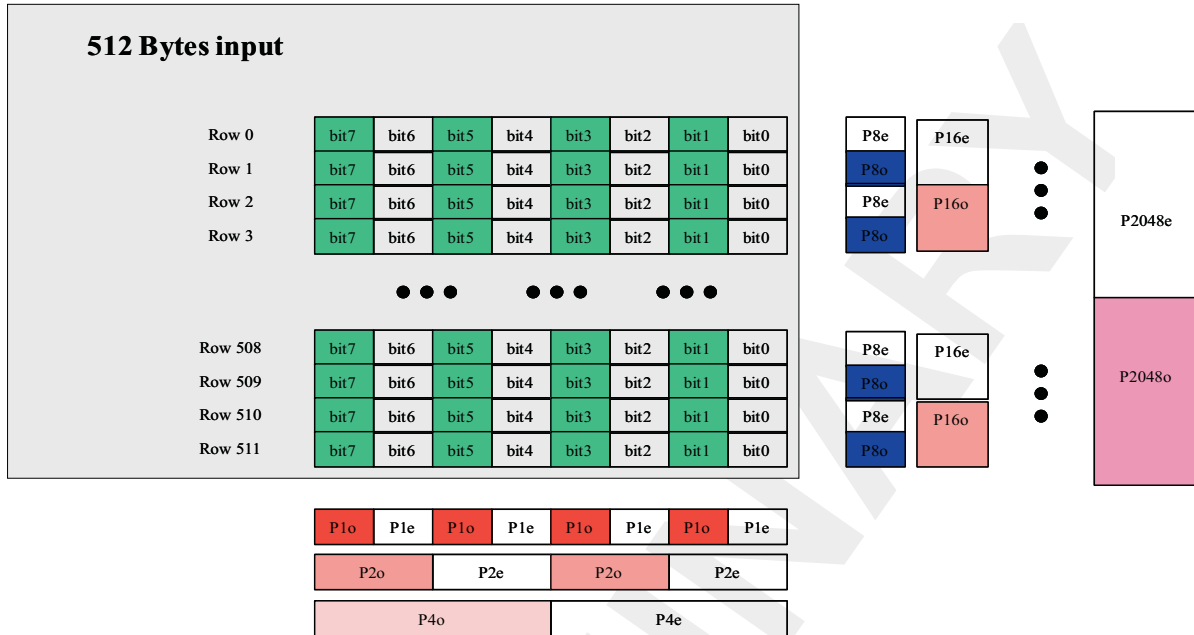 512 Bytes input
Row 0 bit7 bit6 bit5 bit4 bit3 bit2 bit1 bit0 P8e P16e
Row 1 bit7 bit6 bit5 bit4 bit3 bit2 bit1 bit0 P8o
Row 2 bit7 bit6 bit5 bit4 bit3 bit2 bit1 bit0 P8e P16o P2048e
Row 3 bit7 bit6 bit5 bit4 bit3 bit2 bit1 bit0 P8o
Row 508 bit7 bit6 bit5 bit4 bit3 bit2 bit1 bit0 P8e P16e
Row 509 bit7 bit6 bit5 bit4 bit3 bit2 bit1 bit0 P8o P2048o
Row 510 bit7 bit6 bit5 bit4 bit3 bit2 bit1 bit0 P8e P16o
Row 511 bit7 bit6 bit5 bit4 bit3 bit2 bit1 bit0 P8o
P1o P1e P1o P1e P1o P1e P1o P1e
P2o P2e P2o P2e
P4o P4e